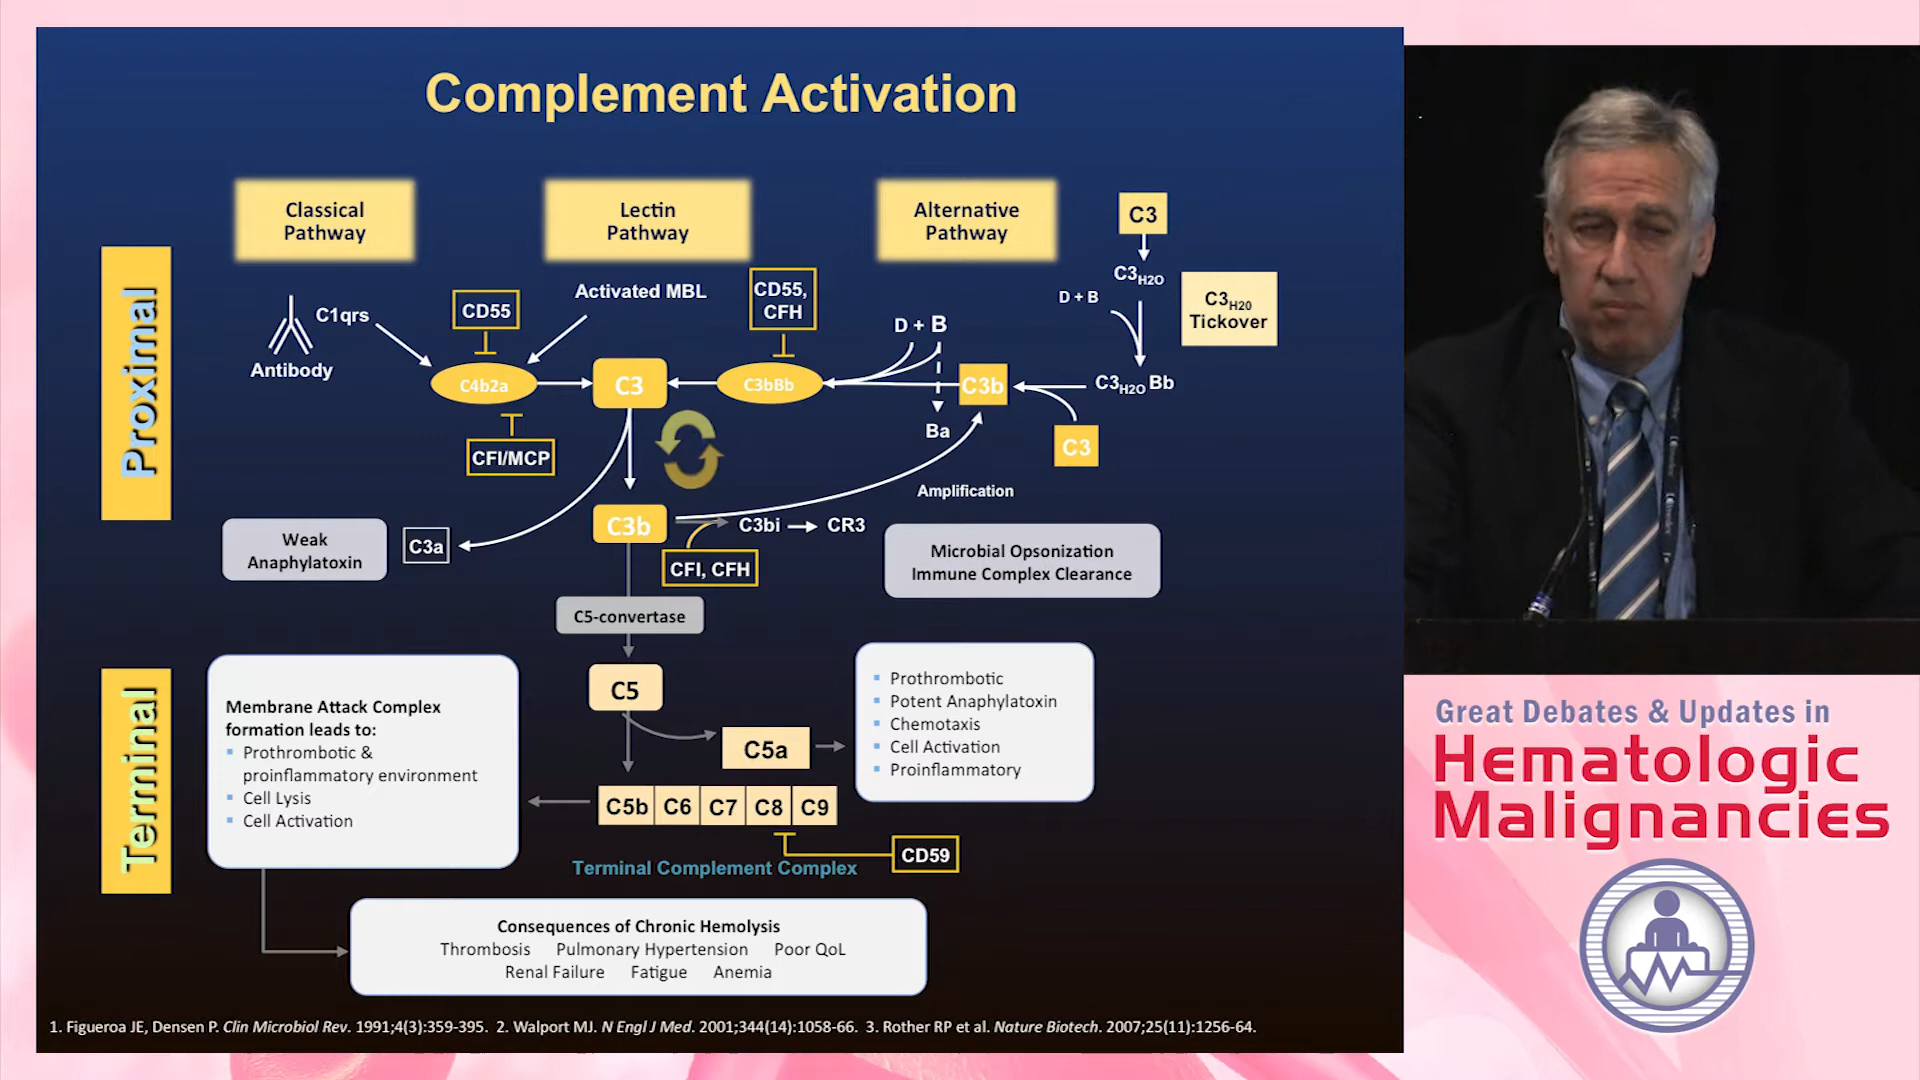 Complement Activation
Classical
Pathway
Lectin
Pathway
Alternative
Pathway
C3
C3H2O
D + B
C3H20
Tickover
C3H2O Bb
Proximal
C1qrs
Antibody
CD55
Activated MBL
CD55,
CFH
D + B
C4b2a
C3
C3bBb
C3b
Ba
C3
CFI/MCP
Amplification
Weak
Anaphylatoxin
C3a
C3b
C3bi
CR3
CFI, CFH
Microbial Opsonization
Immune Complex Clearance
C5-convertase
Terminal
Membrane Attack Complex
formation leads to:
Prothrombotic &
proinflammatory environment
Cell Lysis
Cell Activation
C5
C5a
Prothrombotic
Potent Anaphylatoxin
Chemotaxis
Cell Activation
Proinflammatory
C5b C6 C7 C8 C9
CD59
Terminal Complement Complex
Consequences of Chronic Hemolysis
Thrombosis Pulmonary Hypertension Poor QoL
Renal Failure Fatigue Anemia
1. Figueroa JE, Densen P. Clin Microbiol Rev. 1991;4(3):359-395. 2. Walport MJ. N Engl J Med. 2001;344(14):1058-66. 3. Rother RP et al. Nature Biotech. 2007;25(11):1256-64.
Great Debates & Updates in
Hematologic
Malignancies